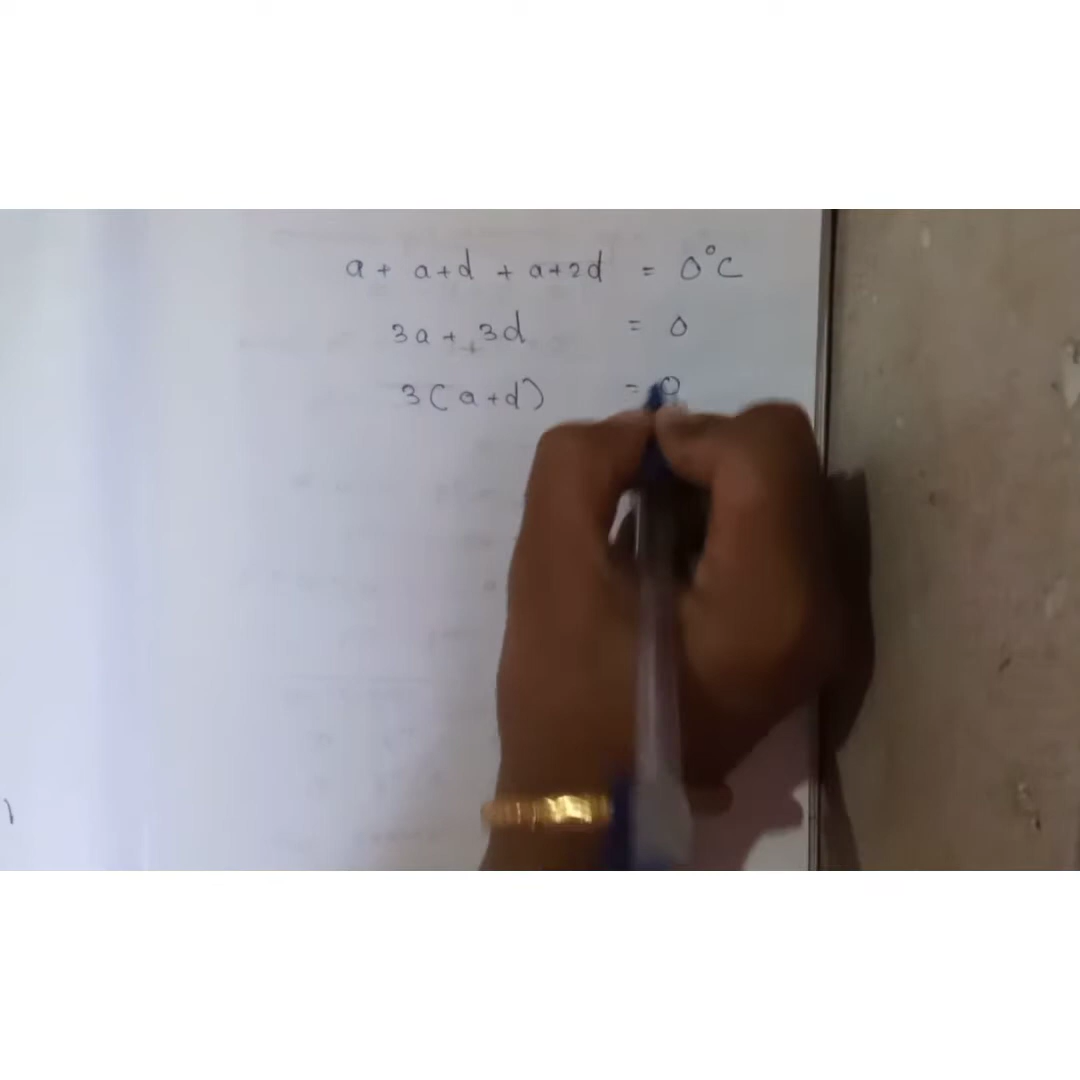 a + a+d + a+2d = 0°C
3a + 3d = 0
3(a+d) = 0